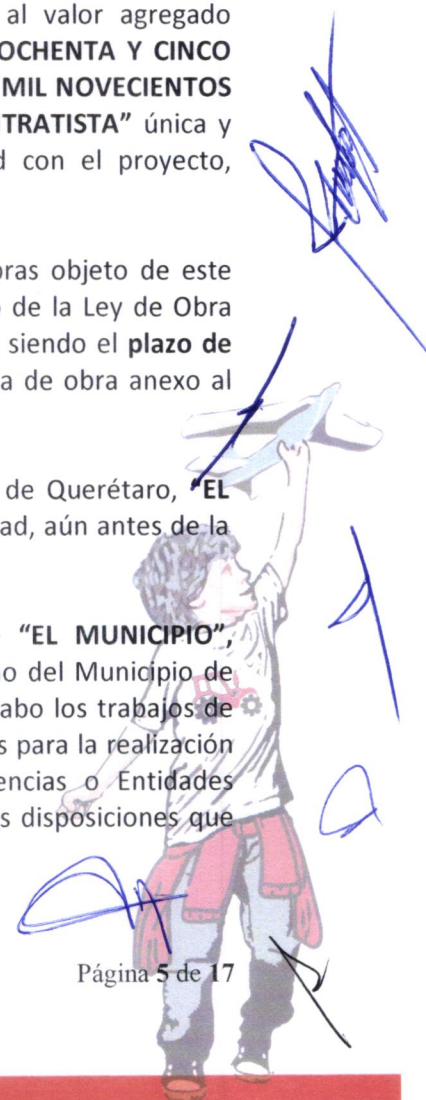 al valor agregado
OCHENTA Y CINCO
MIL NOVECIENTOS
TRATISTA” única y
d con el proyecto,
bras objeto de este
o de la Ley de Obra
siendo el plazo de
a de obra anexo al
de Querétaro, “EL
ad, aún antes de la
“EL MUNICIPIO”,
no del Municipio de
abo los trabajos de
s para la realización
encias o Entidades
s disposiciones que
Página 5 de 17